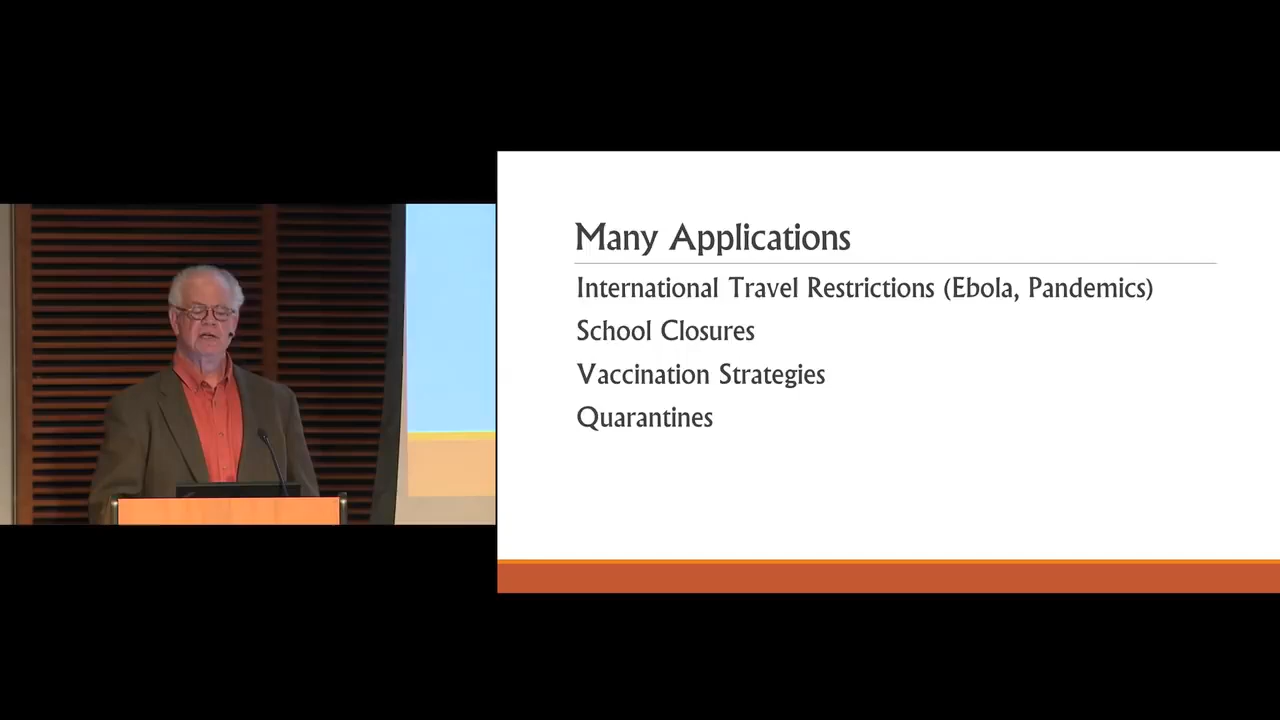 Many Applications
International Travel Restrictions (Ebola, Pandemics)
School Closures
Vaccination Strategies
Quarantines